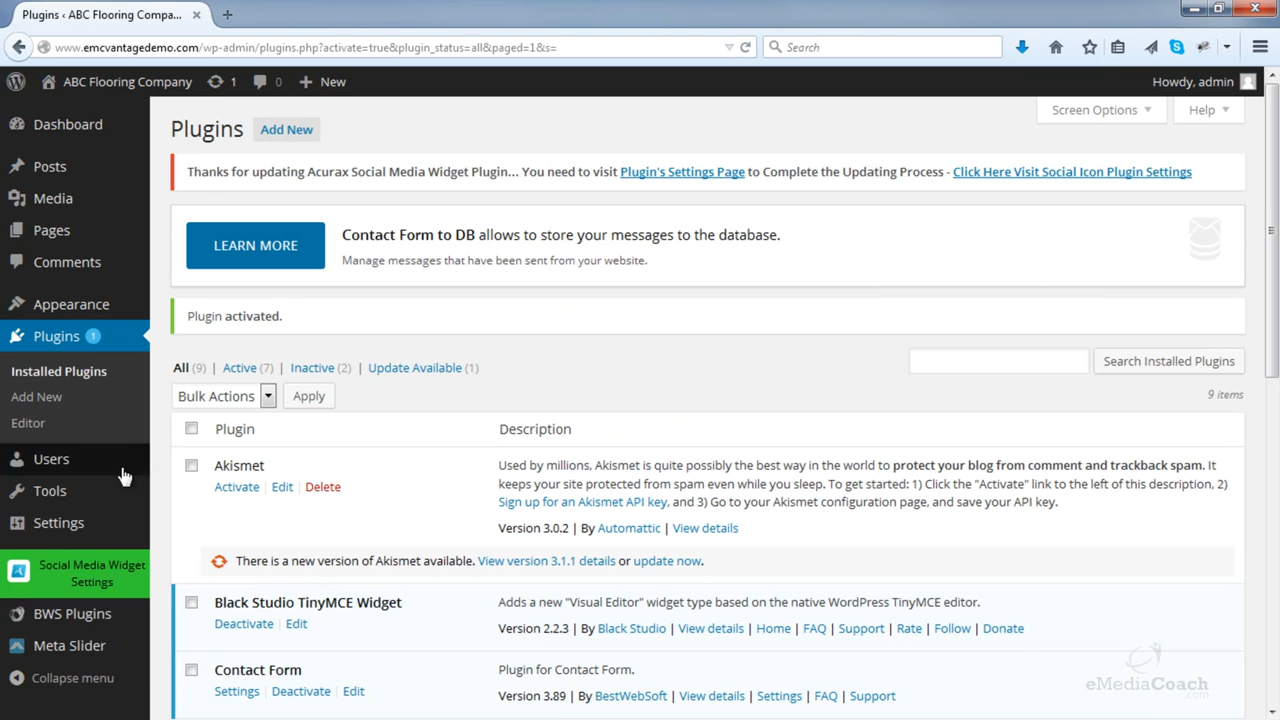 Plugins ‹ ABC Flooring Compa...
www.emcvantagedemo.com/wp-admin/plugins.php?activate=true&plugin_status=all&paged=1&s=
Search
ABC Flooring Company 1 0 New Howdy, admin
Dashboard
Posts
Media
Pages
Comments
Appearance
Plugins 1
Installed Plugins
Add New
Editor
Users
Tools
Settings
Social Media Widget
Settings
BWS Plugins
Meta Slider
Collapse menu
Screen Options Help
Plugins Add New
Thanks for updating Acurax Social Media Widget Plugin... You need to visit Plugin's Settings Page to Complete the Updating Process - Click Here Visit Social Icon Plugin Settings
LEARN MORE
Contact Form to DB allows to store your messages to the database.
Manage messages that have been sent from your website.
Plugin activated.
All (9) | Active (7) | Inactive (2) | Update Available (1)
Search Installed Plugins
Bulk Actions Apply
9 items
Plugin Description
Akismet
Activate | Edit | Delete
Used by millions, Akismet is quite possibly the best way in the world to protect your blog from comment and trackback spam. It
keeps your site protected from spam even while you sleep. To get started: 1) Click the "Activate" link to the left of this description, 2)
Sign up for an Akismet API key, and 3) Go to your Akismet configuration page, and save your API key.
Version 3.0.2 | By Automattic | View details
There is a new version of Akismet available. View version 3.1.1 details or update now.
Black Studio TinyMCE Widget
Deactivate | Edit
Adds a new "Visual Editor" widget type based on the native WordPress TinyMCE editor.
Version 2.2.3 | By Black Studio | View details | Home | FAQ | Support | Rate | Follow | Donate
Contact Form
Settings | Deactivate | Edit
Plugin for Contact Form.
Version 3.89 | By BestWebSoft | View details | Settings | FAQ | Support
eMediaCoach
.com